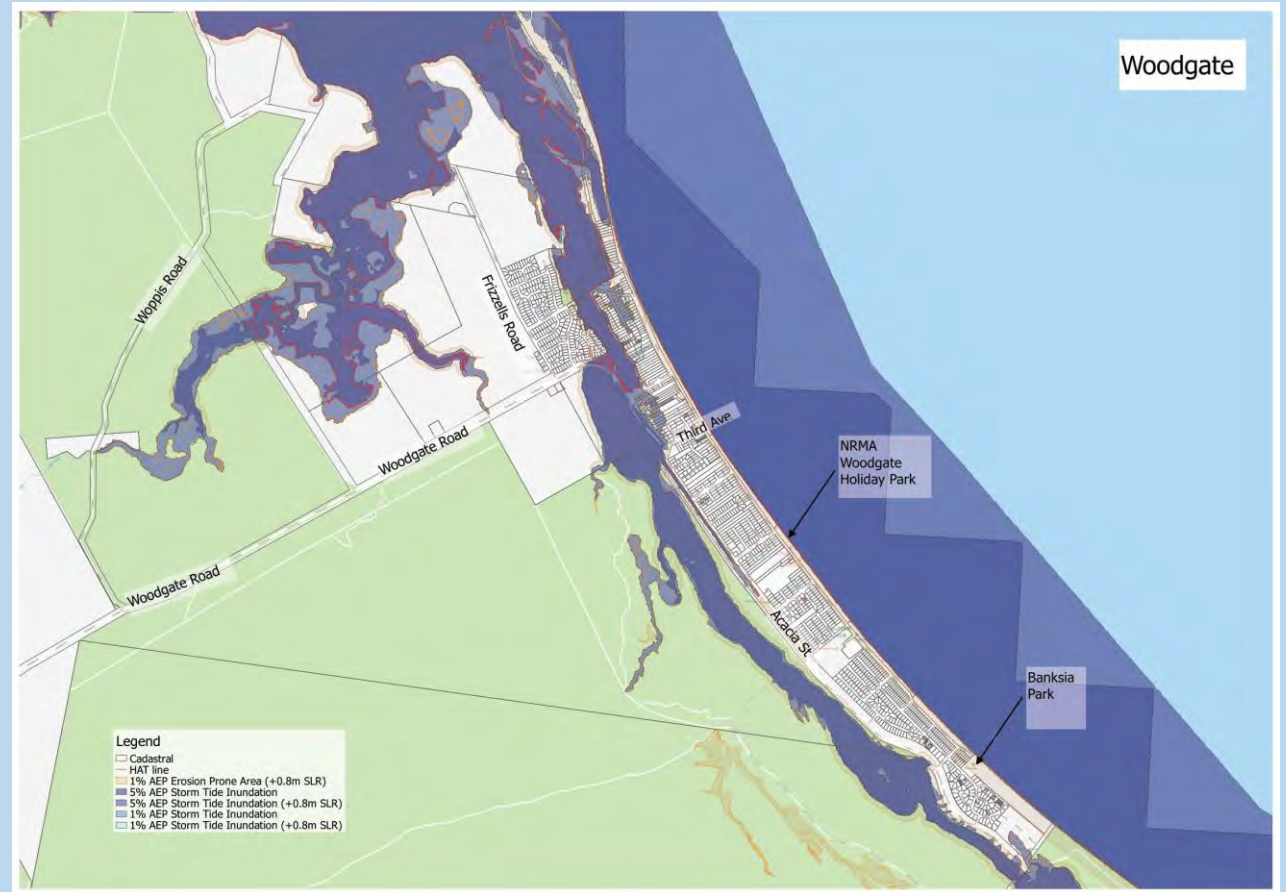 Woodgate
Woppis Road
Frizzells Road
Third Ave
Woodgate Road
NRMA
Woodgate
Holiday Park
Woodgate Road
Acacia St
Banksia
Park
Legend
Cadastral
HAT line
1% AEP Erosion Prone Area (+0.8m SLR)
5% AEP Storm Tide Inundation
5% AEP Storm Tide Inundation (+0.8m SLR)
1% AEP Storm Tide Inundation
1% AEP Storm Tide Inundation (+0.8m SLR)